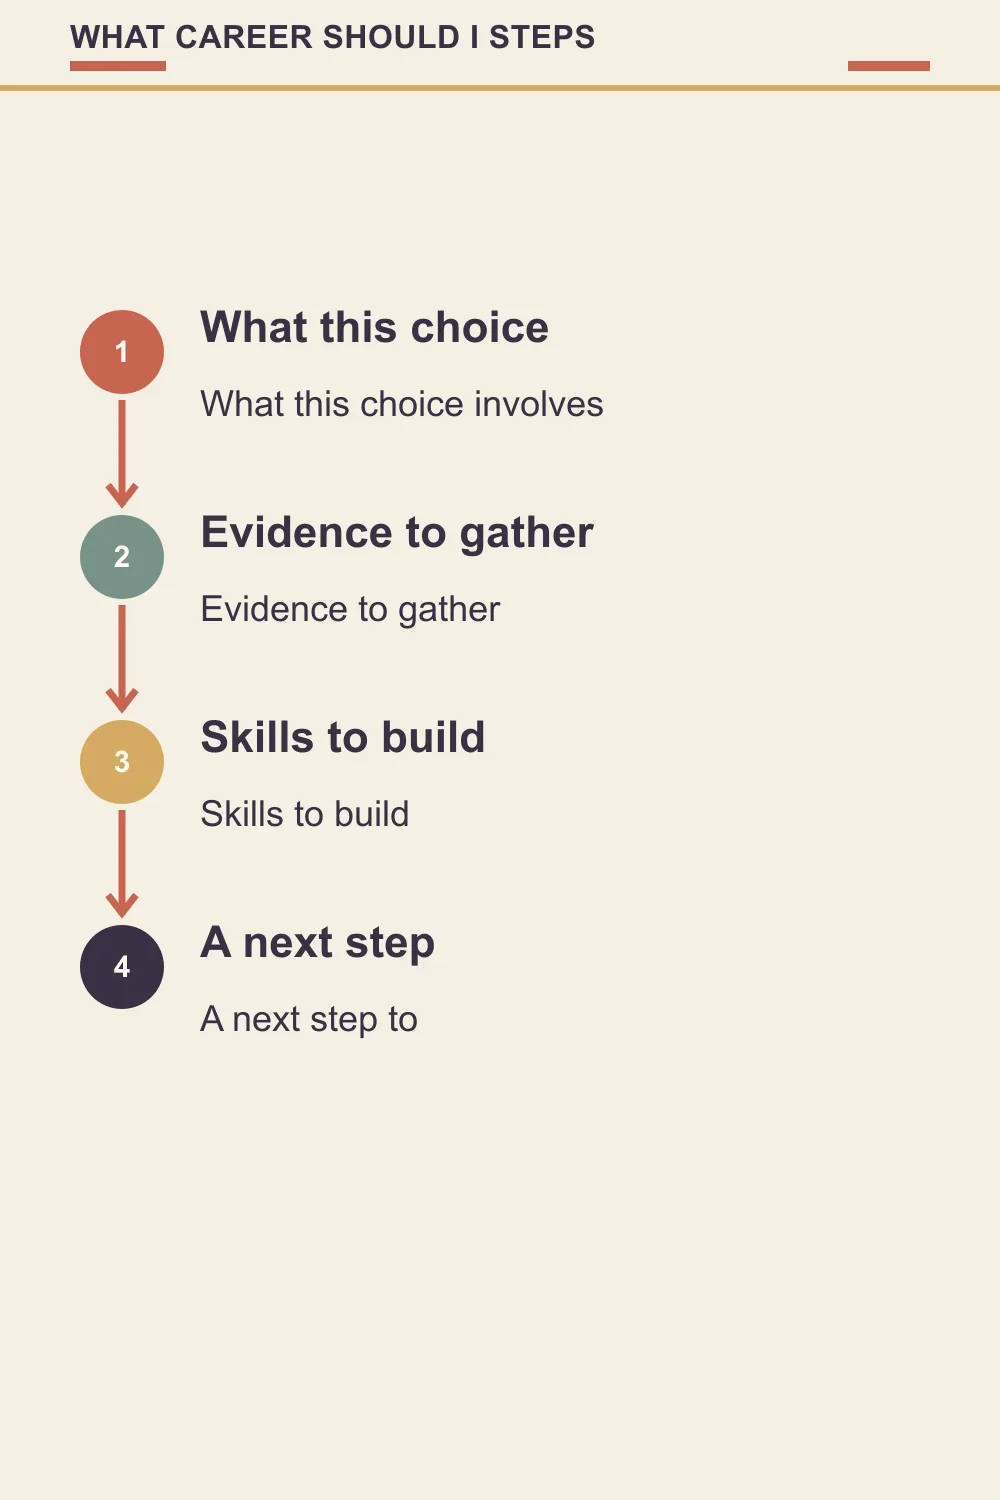 WHAT CAREER SHOULD I STEPS
1
What this choice
What this choice involves
2
Evidence to gather
Evidence to gather
3
Skills to build
Skills to build
4
A next step
A next step to